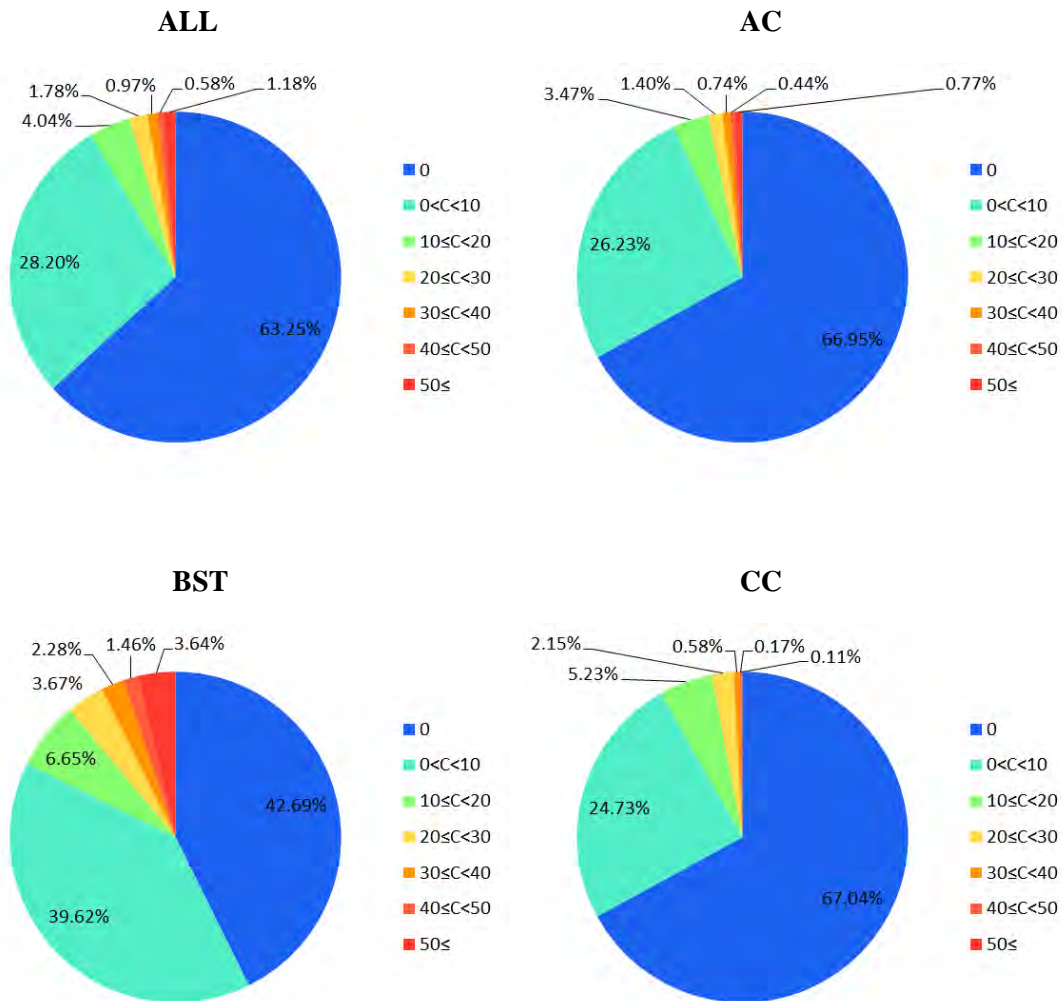 ALL
1.78% 0.97% 0.58% 1.18%
4.04%
28.20%
63.25%
0
0<C<10
10≤C<20
20≤C<30
30≤C<40
40≤C<50
50≤
AC
3.47% 1.40% 0.74% 0.44% 0.77%
26.23%
66.95%
0
0<C<10
10≤C<20
20≤C<30
30≤C<40
40≤C<50
50≤
BST
2.28% 1.46% 3.64%
3.67%
6.65%
42.69%
39.62%
0
0<C<10
10≤C<20
20≤C<30
30≤C<40
40≤C<50
50≤
CC
2.15% 0.58% 0.17%
5.23% 0.11%
24.73%
67.04%
0
0<C<10
10≤C<20
20≤C<30
30≤C<40
40≤C<50
50≤